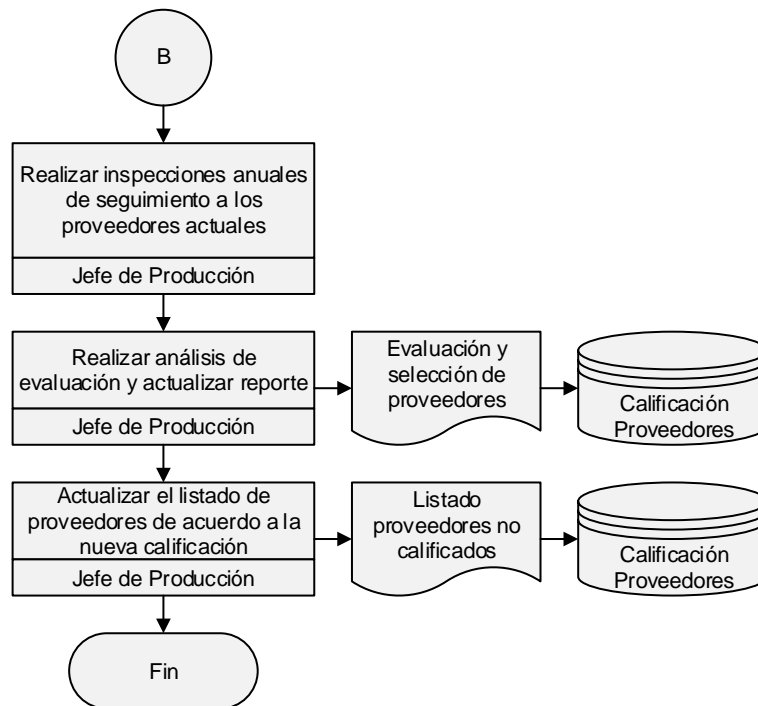 B
Realizar inspecciones anuales
de seguimiento a los
proveedores actuales
Jefe de Producción
Realizar análisis de
evaluación y actualizar reporte
Jefe de Producción
Evaluación y
selección de
proveedores
Calificación
Proveedores
Actualizar el listado de
proveedores de acuerdo a la
nueva calificación
Jefe de Producción
Listado
proveedores no
calificados
Calificación
Proveedores
Fin